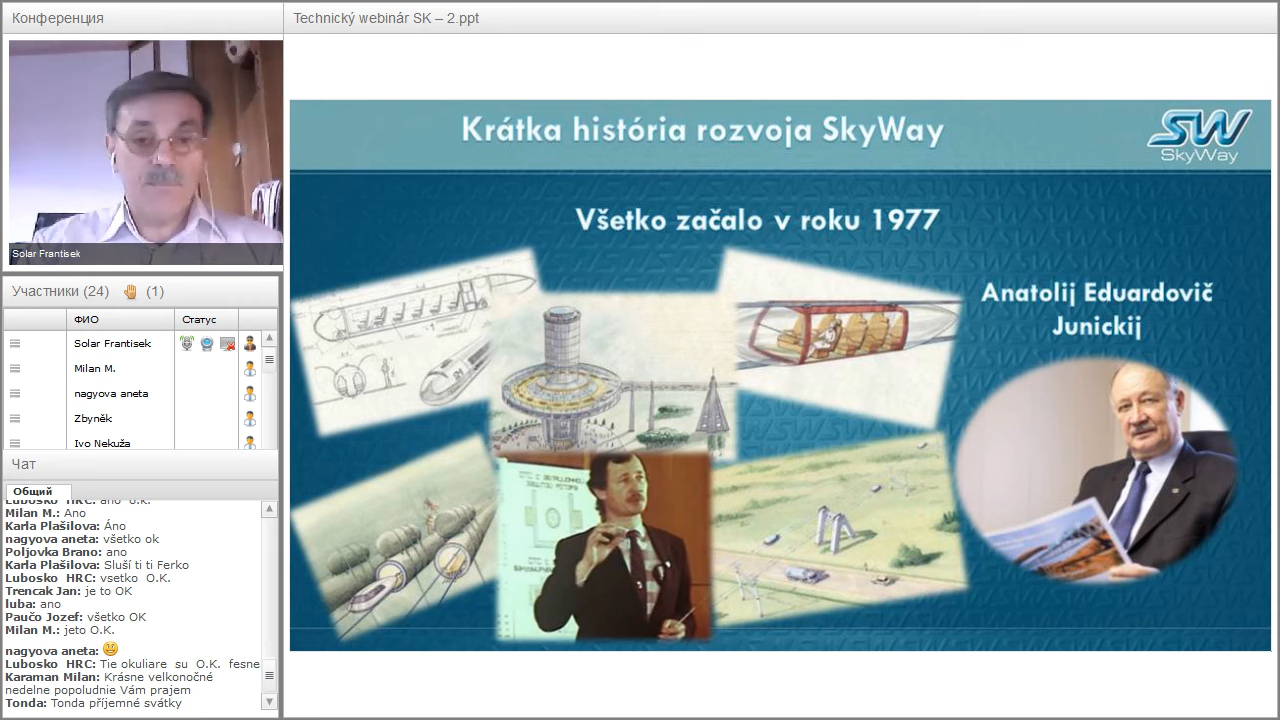 Конференция
Technický webinár SK – 2.ppt
Solar Frantisek
Участники (24) (1)
ФИО Статус
Solar Frantisek
Milan M.
nagyova aneta
Zbyněk
Ivo Nekuža
Чат
Общий
Lubosko HRC: ano o.k.
Milan M.: Ano
Karla Plašilova: Áno
nagyova aneta: všetko ok
Poljovka Brano: ano
Karla Plašilova: Sluší ti ti Ferko
Lubosko HRC: vsetko O.K.
Trencak Jan: je to OK
luba: ano
Paučo Jozef: všetko OK
Milan M.: jeto O.K.
nagyova aneta:
Lubosko HRC: Tie okuliare su O.K. fesne
Karaman Milan: Krásne velkonočné
nedelne popoludnie Vám prajem
Tonda: Tonda příjemné svátky
Krátka história rozvoja SkyWay
SW
SkyWay
Všetko začalo v roku 1977
Anatolij Eduardovič
Junickij